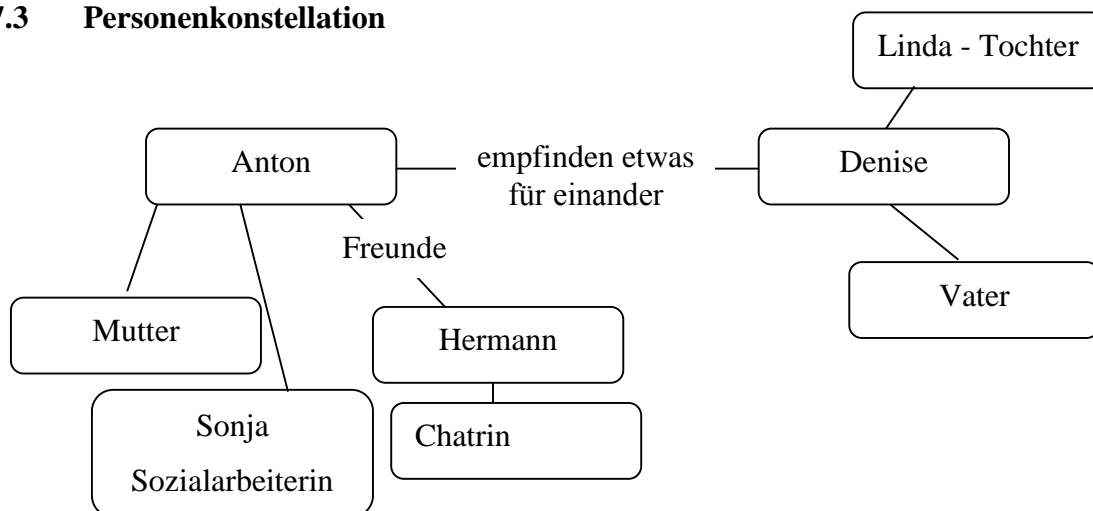 7.3 Personenkonstellation
Linda - Tochter
Anton
empfinden etwas
für einander
Denise
Freunde
Mutter
Hermann
Vater
Sonja
Sozialarbeiterin
Chatrin